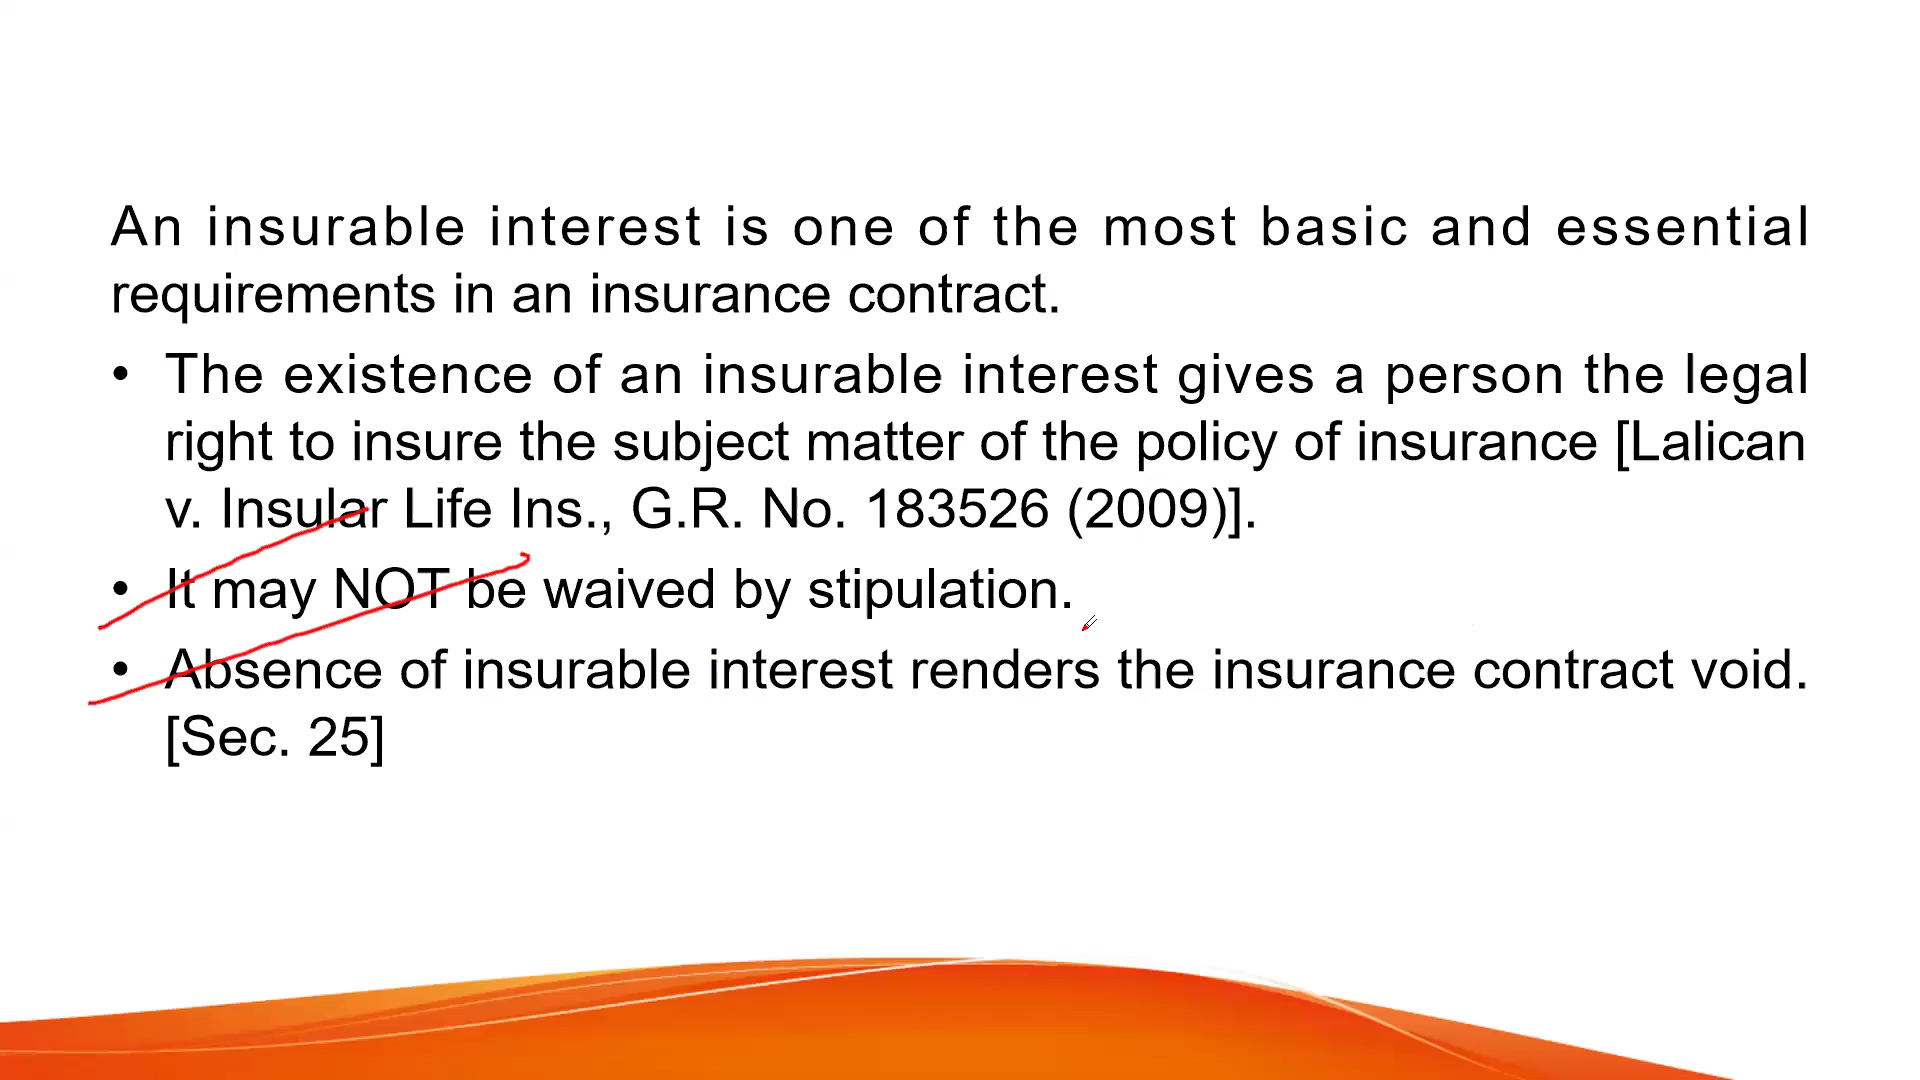 An insurable interest is one of the most basic and essential
requirements in an insurance contract.
• The existence of an insurable interest gives a person the legal
right to insure the subject matter of the policy of insurance [Lalican
v. Insular Life Ins., G.R. No. 183526 (2009)].
• It may NOT be waived by stipulation.
• Absence of insurable interest renders the insurance contract void.
[Sec. 25]